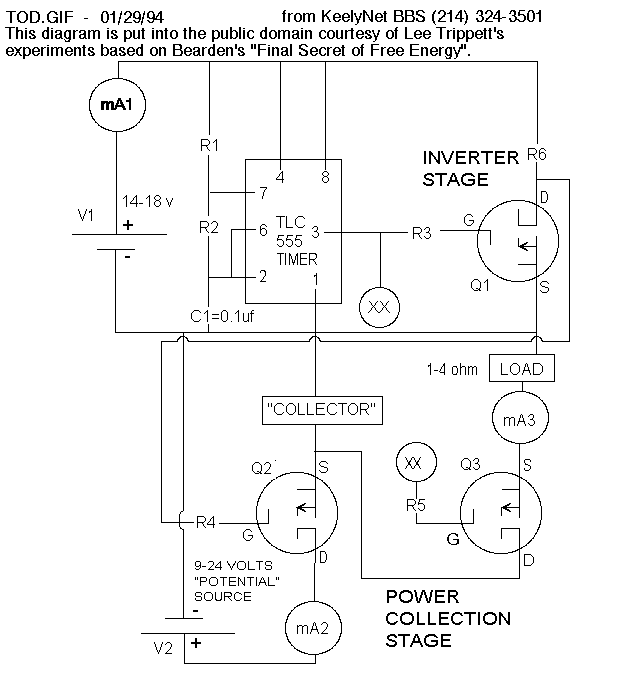 TOD.GIF - 01/29/94 from KeelyNet BBS (214) 324-3501
This diagram is put into the public domain courtesy of Lee Trippett's
experiments based on Bearden's "Final Secret of Free Energy".
mA1
R1
INVERTER
STAGE
R6
4 8
D
7
14-18 v
V1
+
-
R2
6
TLC
555
TIMER
3
R3
G
2
1
Q1
S
XX
C1=0.1uf
1-4 ohm
LOAD
"COLLECTOR"
mA3
Q2
S
XX
Q3
S
R4
G
R5
G
D
D
9-24 VOLTS
"POTENTIAL"
SOURCE
POWER
COLLECTION
STAGE
-
+
V2
mA2